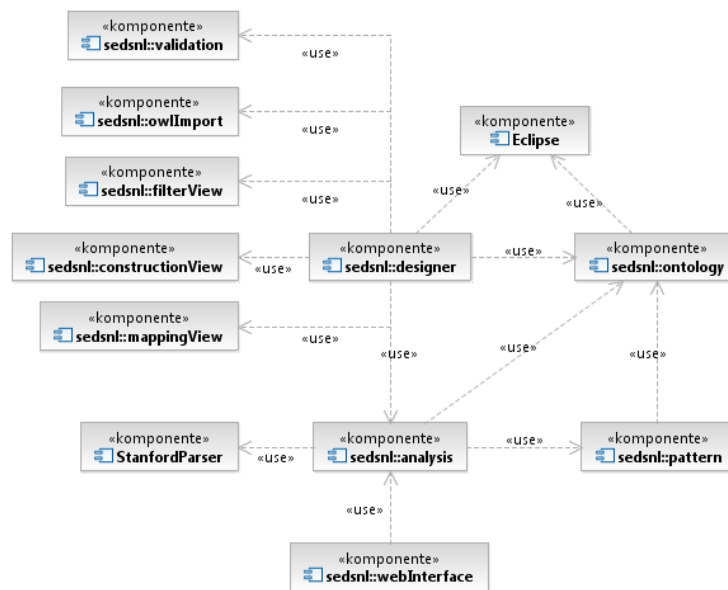 «komponente»
sedsnl::validation
«use»
«komponente»
sedsnl::owlImport
«use»
«komponente»
Eclipse
«komponente»
sedsnl::filterView
«use»
«use»
«use»
«komponente»
sedsnl::constructionView
«use»
«komponente»
sedsnl::designer
«use»
«komponente»
sedsnl::ontology
«komponente»
sedsnl::mappingView
«use»
«use»
«use»
«use»
«komponente»
StanfordParser
«use»
«komponente»
sedsnl::analysis
«use»
«komponente»
sedsnl::pattern
«use»
«komponente»
sedsnl::webInterface